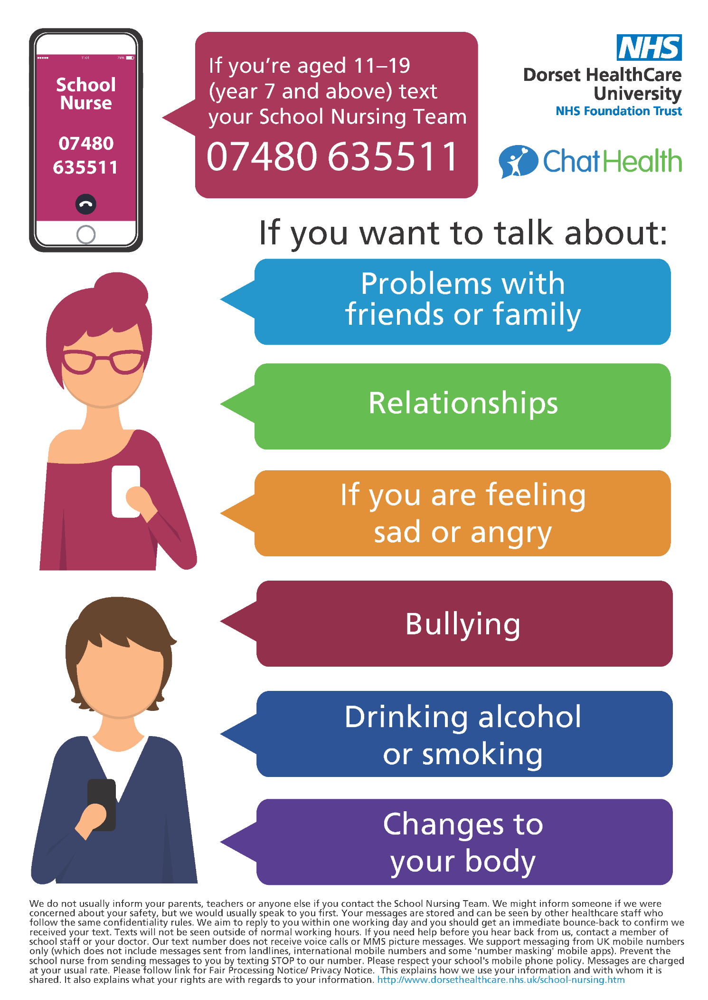 11:01 76%
School
Nurse
07480
635511
If you’re aged 11–19
(year 7 and above) text
your School Nursing Team
07480 635511
NHS
Dorset HealthCare
University
NHS Foundation Trust
ChatHealth
If you want to talk about:
Problems with
friends or family
Relationships
If you are feeling
sad or angry
Bullying
Drinking alcohol
or smoking
Changes to
your body
We do not usually inform your parents, teachers or anyone else if you contact the School Nursing Team. We might inform someone if we were
concerned about your safety, but we would usually speak to you first. Your messages are stored and can be seen by other healthcare staff who
follow the same confidentiality rules. We aim to reply to you within one working day and you should get an immediate bounce-back to confirm we
received your text. Texts will not be seen outside of normal working hours. If you need help before you hear back from us, contact a member of
school staff or your doctor. Our text number does not receive voice calls or MMS picture messages. We support messaging from UK mobile numbers
only (which does not include messages sent from landlines, international mobile numbers and some 'number masking' mobile apps). Prevent the
school nurse from sending messages to you by texting STOP to our number. Please respect your school's mobile phone policy. Messages are charged
at your usual rate. Please follow link for Fair Processing Notice/ Privacy Notice. This explains how we use your information and with whom it is
shared. It also explains what your rights are with regards to your information. http://www.dorsethealthcare.nhs.uk/school-nursing.htm